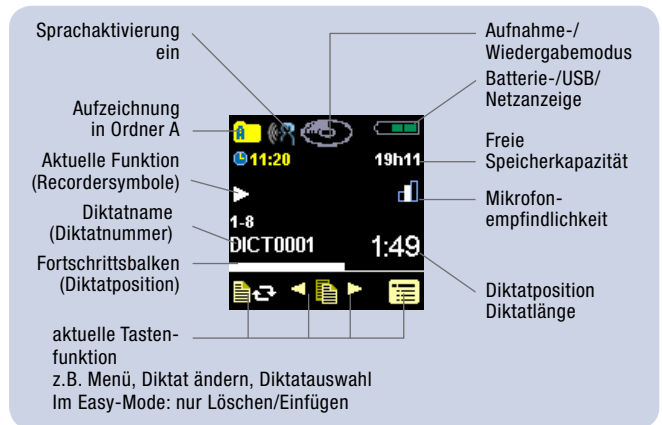 Sprachaktivierung
ein
Aufzeichnung
in Ordner A
Aktuelle Funktion
(Recordersymbole)
Diktatname
(Diktatnummer)
Fortschrittsbalken
(Diktatposition)
A
11:20
19h11
1-8
DICT0001
1:49
Aufnahme-/
Wiedergabemodus
Batterie-/USB/
Netzanzeige
Freie
Speicherkapazität
Mikrofon-
empfindlichkeit
Diktatposition
Diktatlänge
aktuelle Tasten-
funktion
z.B. Menü, Diktat ändern, Diktatauswahl
Im Easy-Mode: nur Löschen/Einfügen